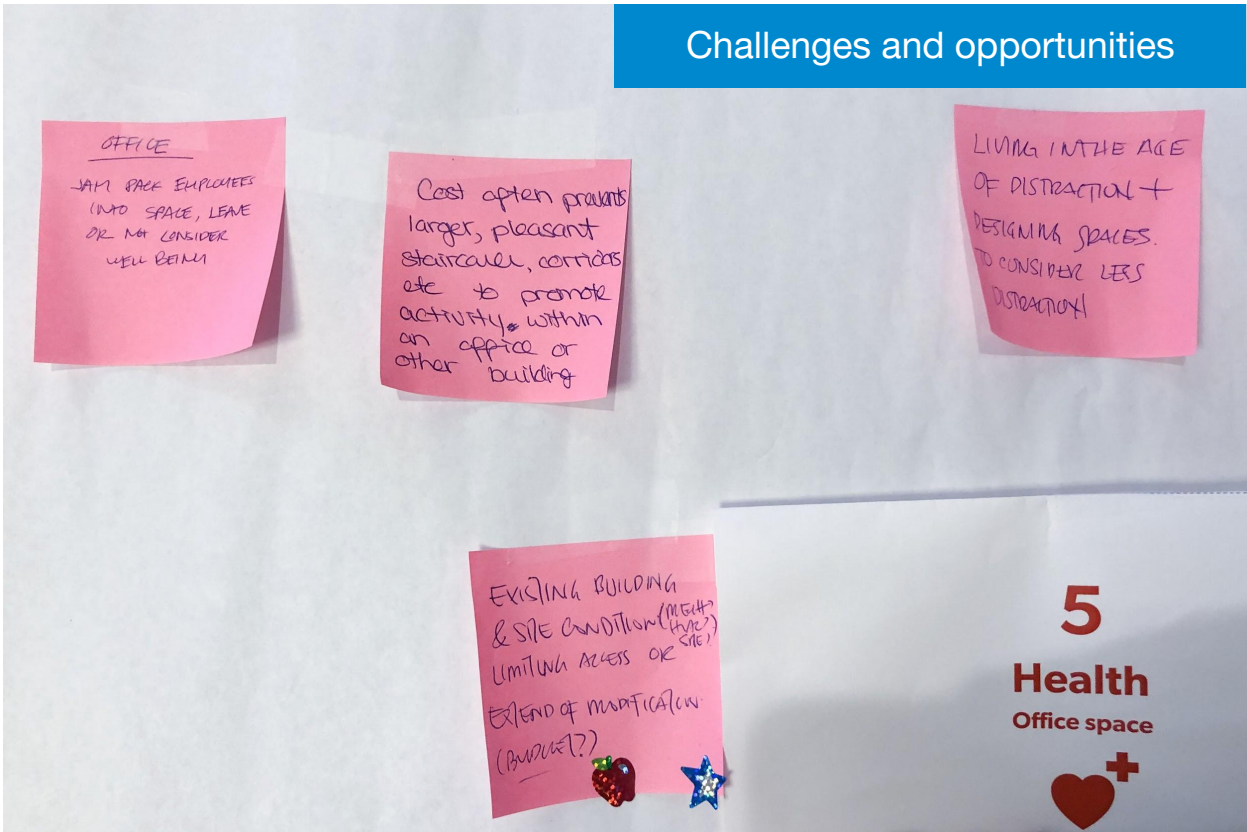 Challenges and opportunities
OFFICE
JAM PACK EMPLOYEES
INTO SPACE, LEAVE
OR NOT CONSIDER
WELL BEING
Cost often prevents
larger, pleasant
staircases, corridors
etc to promote
activity within
an office or
other building
LIVING IN THE AGE
OF DISTRACTION +
DESIGNING SPACES.
TO CONSIDER LESS
DISTRACTION!
EXISTING BUILDING
& SITE CONDITION (MECH?
HVAC?
SITE?)
LIMITING ACCESS OR
EXTEND OF MODIFICATION
(BUDGET?)
5
Health
Office space